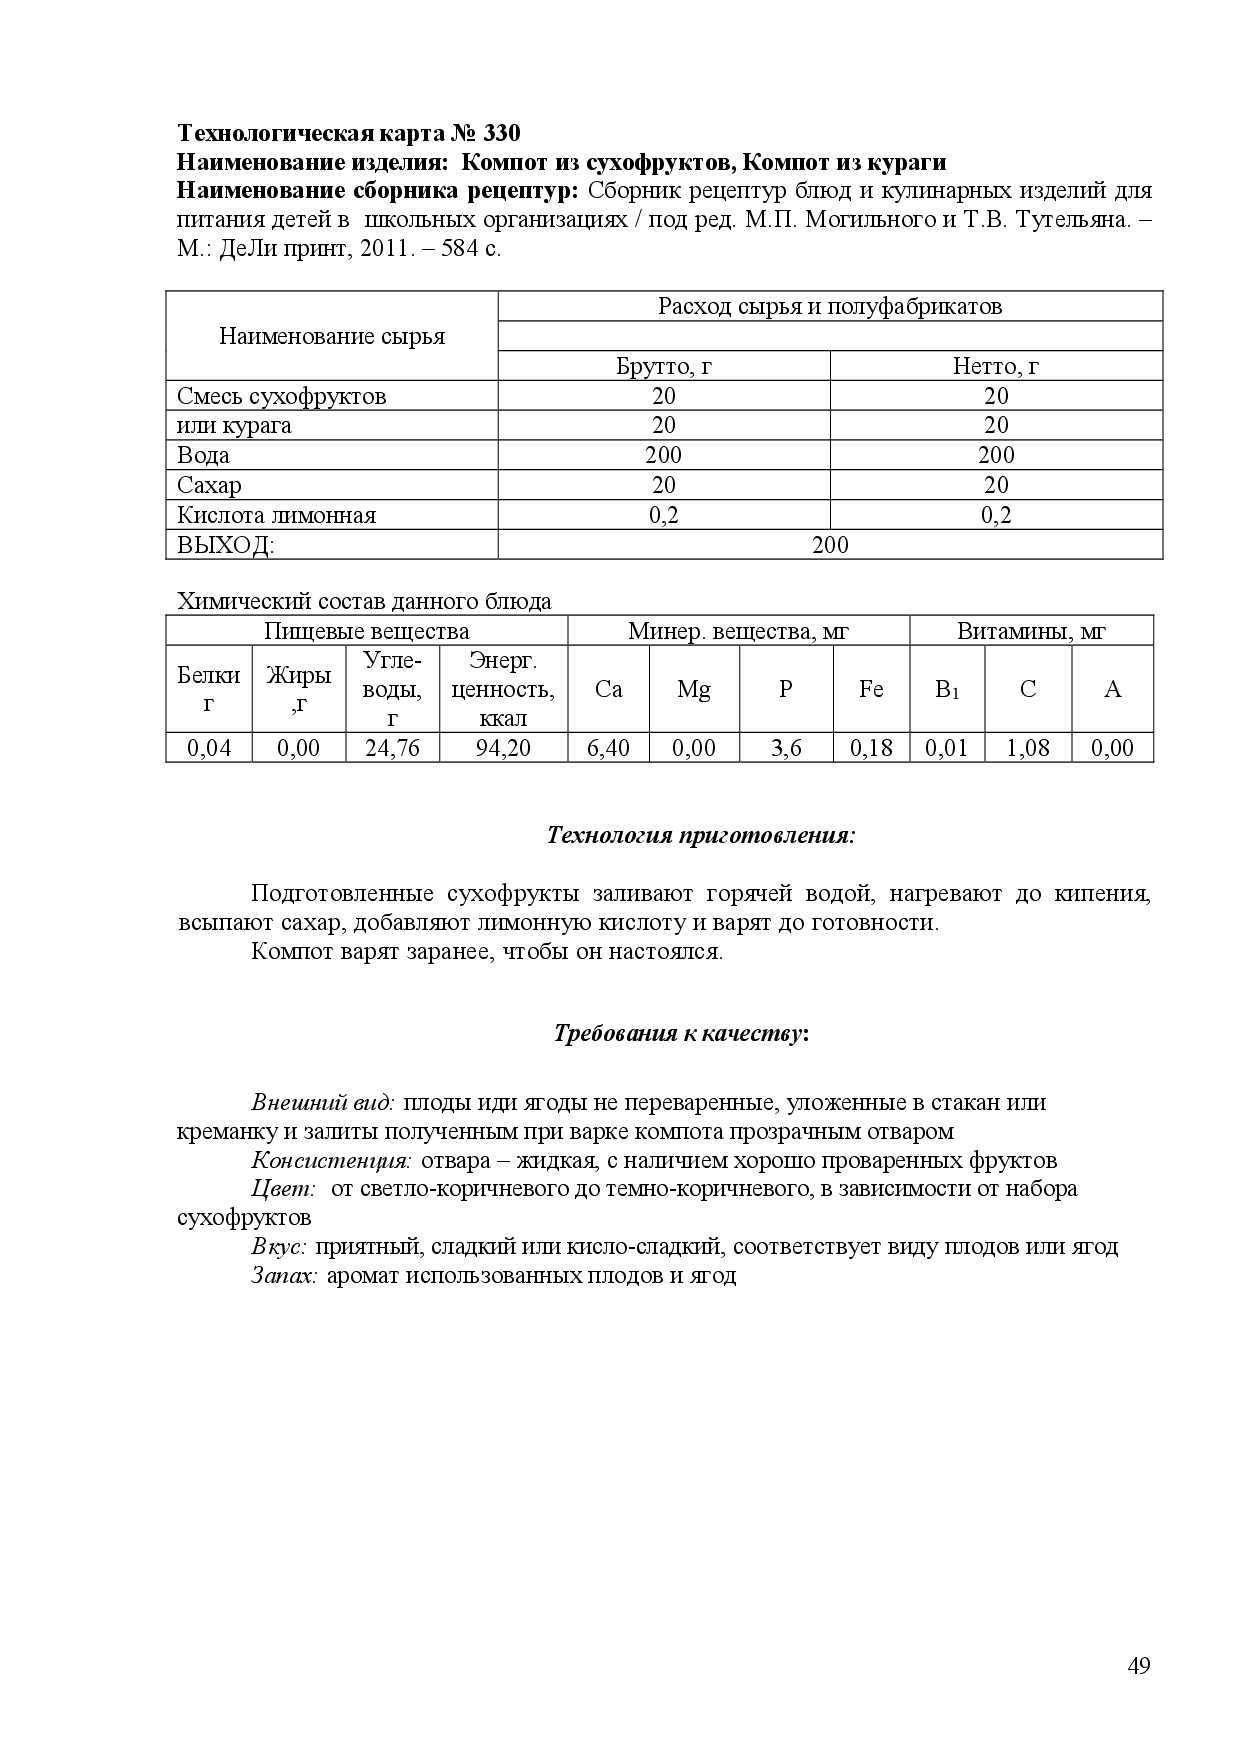 Технологическая карта № 330
Наименование изделия: Компот из сухофруктов, Компот из кураги
Наименование сборника рецептур: Сборник рецептур блюд и кулинарных изделий для
питания детей в школьных организациях / под ред. М.П. Могильного и Т.В. Тутельяна. –
М.: ДеЛи принт, 2011. – 584 с.
Наименование сырья
Расход сырья и полуфабрикатов
Брутто, г Нетто, г
Смесь сухофруктов 20 20
или курага 20 20
Вода 200 200
Сахар 20 20
Кислота лимонная 0,2 0,2
ВЫХОД: 200
Химический состав данного блюда
Пищевые вещества Минер. вещества, мг Витамины, мг
Белки
г
Жиры
,г
Угле-
воды,
г
Энерг.
ценность,
ккал
Ca Mg P Fe B1 C A
0,04 0,00 24,76 94,20 6,40 0,00 3,6 0,18 0,01 1,08 0,00
Технология приготовления:
Подготовленные сухофрукты заливают горячей водой, нагревают до кипения,
всыпают сахар, добавляют лимонную кислоту и варят до готовности.
Компот варят заранее, чтобы он настоялся.
Требования к качеству:
Внешний вид: плоды иди ягоды не переваренные, уложенные в стакан или
креманку и залиты полученным при варке компота прозрачным отваром
Консистенция: отвара – жидкая, с наличием хорошо проваренных фруктов
Цвет: от светло-коричневого до темно-коричневого, в зависимости от набора
сухофруктов
Вкус: приятный, сладкий или кисло-сладкий, соответствует виду плодов или ягод
Запах: аромат использованных плодов и ягод
49